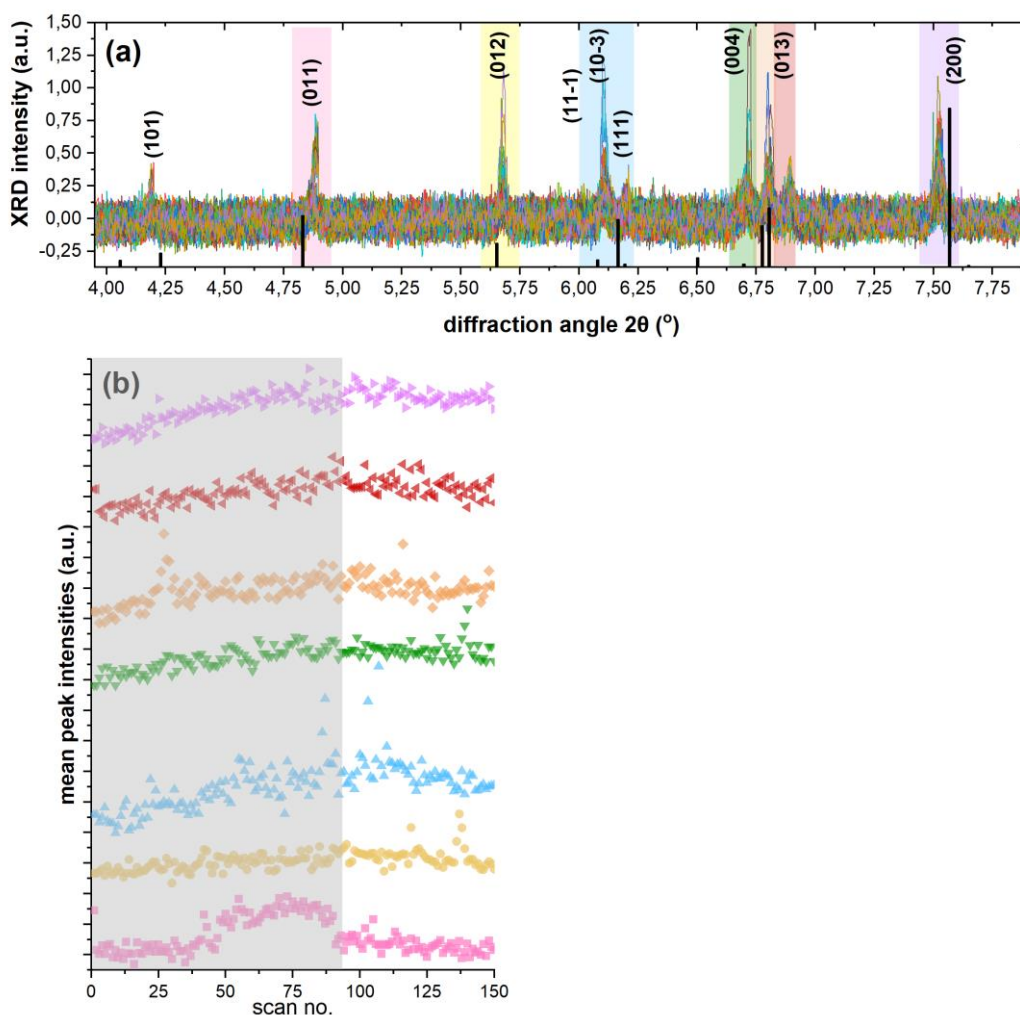 (a)
XRD intensity (a.u.)
1,50
1,25
1,00
0,75
0,50
0,25
0,00
-0,25
(101)
(011)
(012)
(11-1)
(10-3)
(111)
(004)
(013)
(200)
4,00 4,25 4,50 4,75 5,00 5,25 5,50 5,75 6,00 6,25 6,50 6,75 7,00 7,25 7,50 7,75
diffraction angle 2θ (º)
(b)
mean peak intensities (a.u.)
0 25 50 75 100 125 150
scan no.